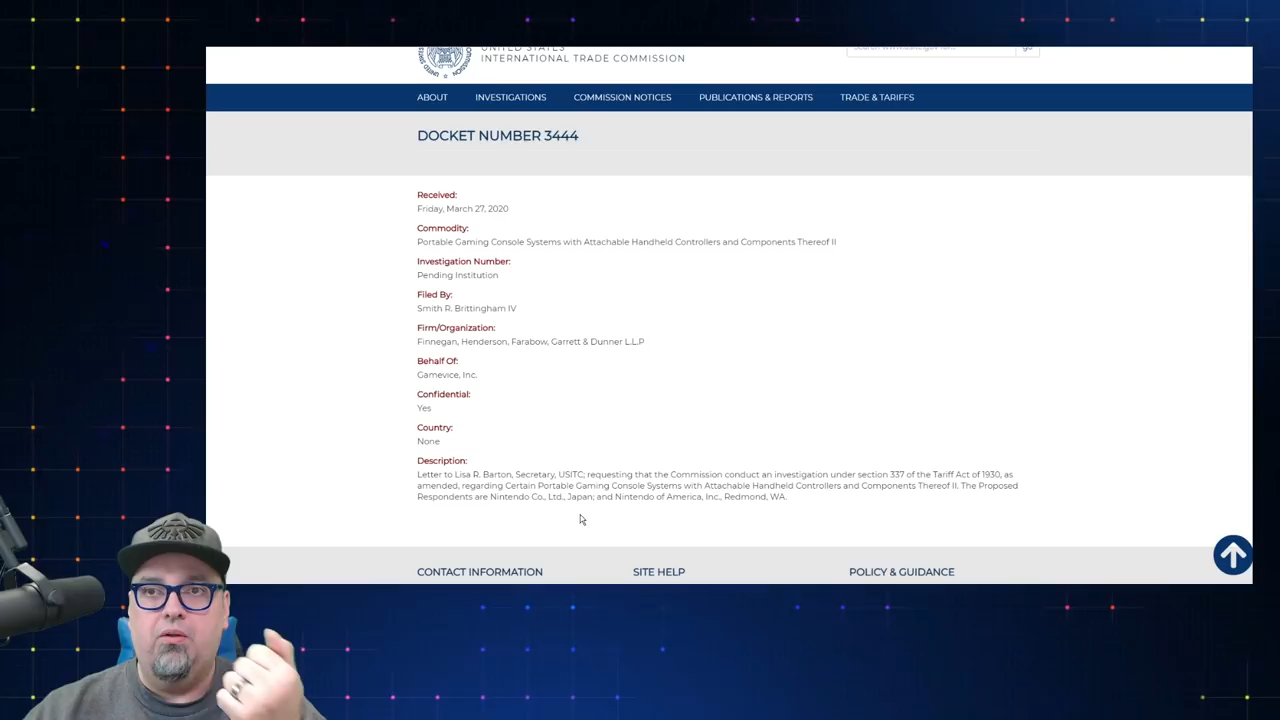 UNITED STATES
INTERNATIONAL TRADE COMMISSION
go
ABOUT INVESTIGATIONS COMMISSION NOTICES PUBLICATIONS & REPORTS TRADE & TARIFFS
DOCKET NUMBER 3444
Received:
Friday, March 27, 2020
Commodity:
Portable Gaming Console Systems with Attachable Handheld Controllers and Components Thereof II
Investigation Number:
Pending Institution
Filed By:
Smith R. Brittingham IV
Firm/Organization:
Finnegan, Henderson, Farabow, Garrett & Dunner L.L.P
Behalf Of:
Gamevice, Inc.
Confidential:
Yes
Country:
None
Description:
Letter to Lisa R. Barton, Secretary, USITC; requesting that the Commission conduct an investigation under section 337 of the Tariff Act of 1930, as
amended, regarding Certain Portable Gaming Console Systems with Attachable Handheld Controllers and Components Thereof II. The Proposed
Respondents are Nintendo Co., Ltd., Japan; and Nintendo of America, Inc., Redmond, WA.
CONTACT INFORMATION SITE HELP POLICY & GUIDANCE